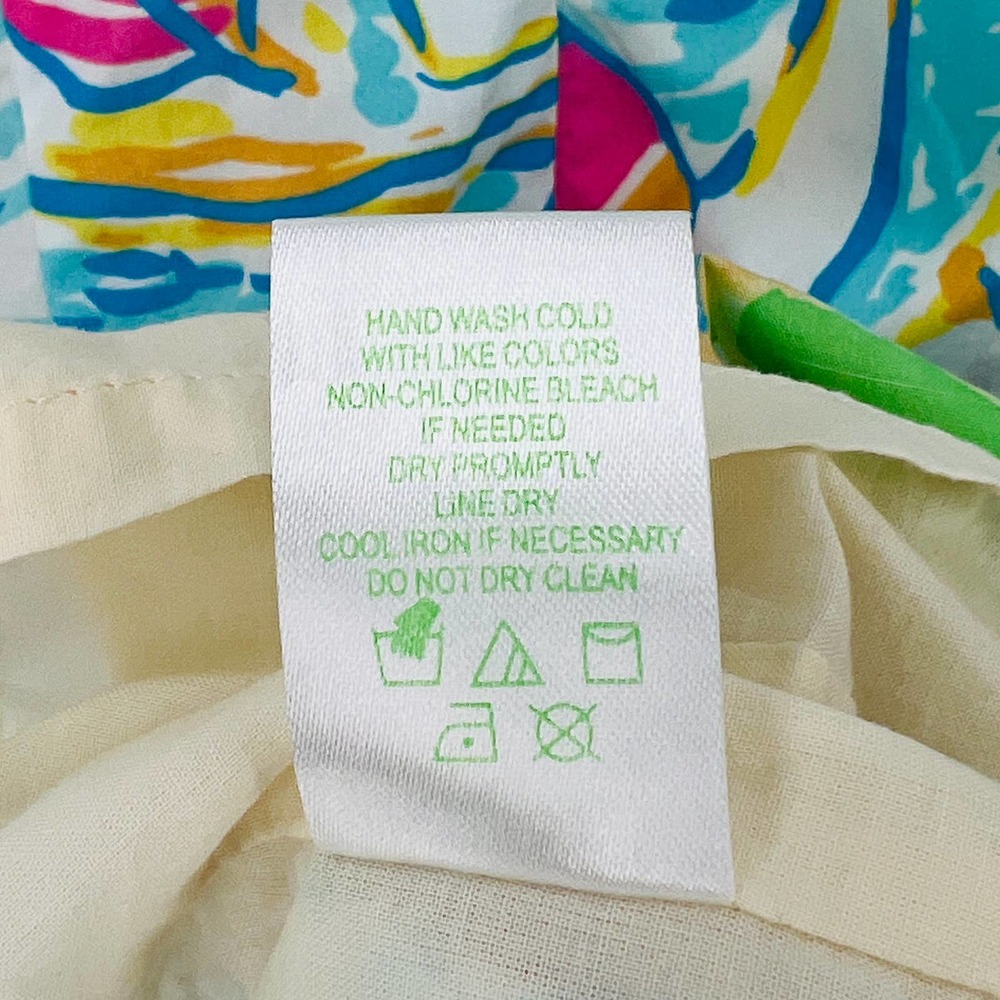 HAND WASH COLD
WITH LIKE COLORS
NON-CHLORINE BLEACH
IF NEEDED
DRY PROMPTLY
LINE DRY
COOL IRON IF NECESSARY
DO NOT DRY CLEAN